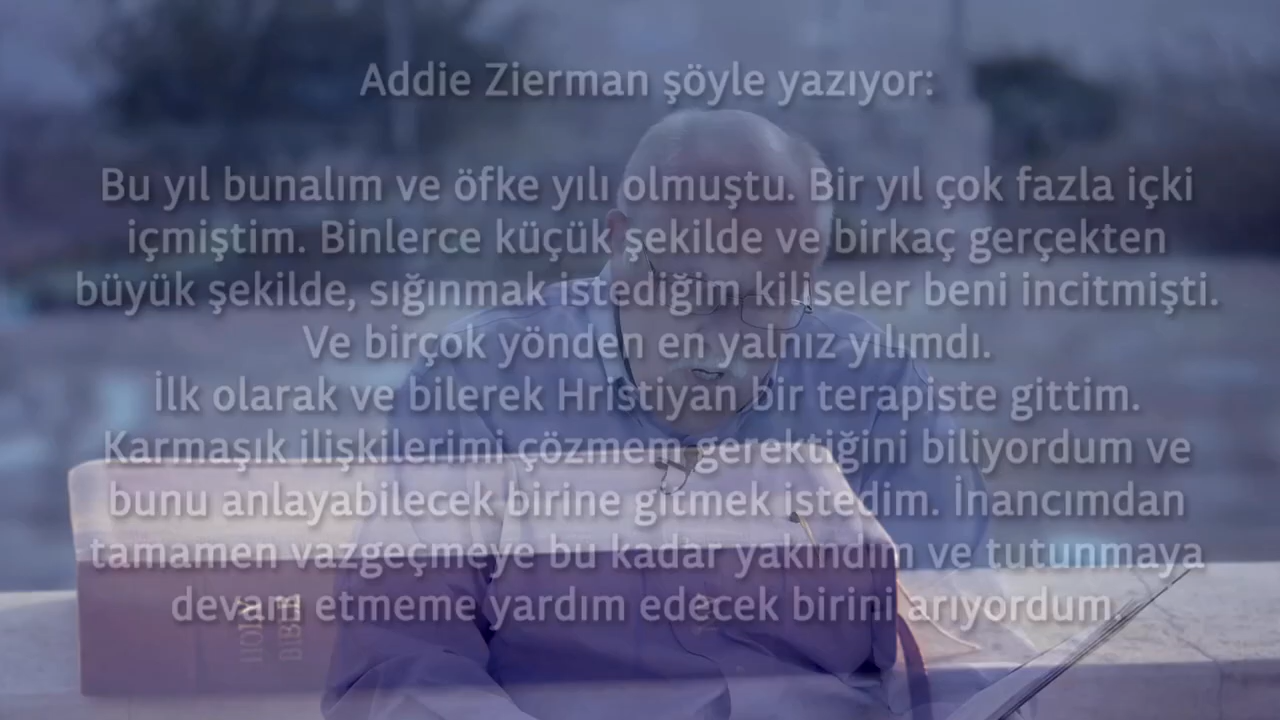 Addie Zierman şöyle yazıyor:
Bu yıl bunalım ve öfke yılı olmuştu. Bir yıl çok fazla içki
içmiştim. Binlerce küçük şekilde ve birkaç gerçekten
büyük şekilde, sığınmak istediğim kiliseler beni incitmişti.
Ve birçok yönden en yalnız yılımdı.
İlk olarak ve bilerek Hristiyan bir terapiste gittim.
Karmaşık ilişkilerimi çözmem gerektiğini biliyordum ve
bunu anlayabilecek birine gitmek istedim. İnancımdan
tamamen vazgeçmeye bu kadar yakındım ve tutunmaya
devam etmeme yardım edecek birini arıyordum.
HOLY
BIBLE